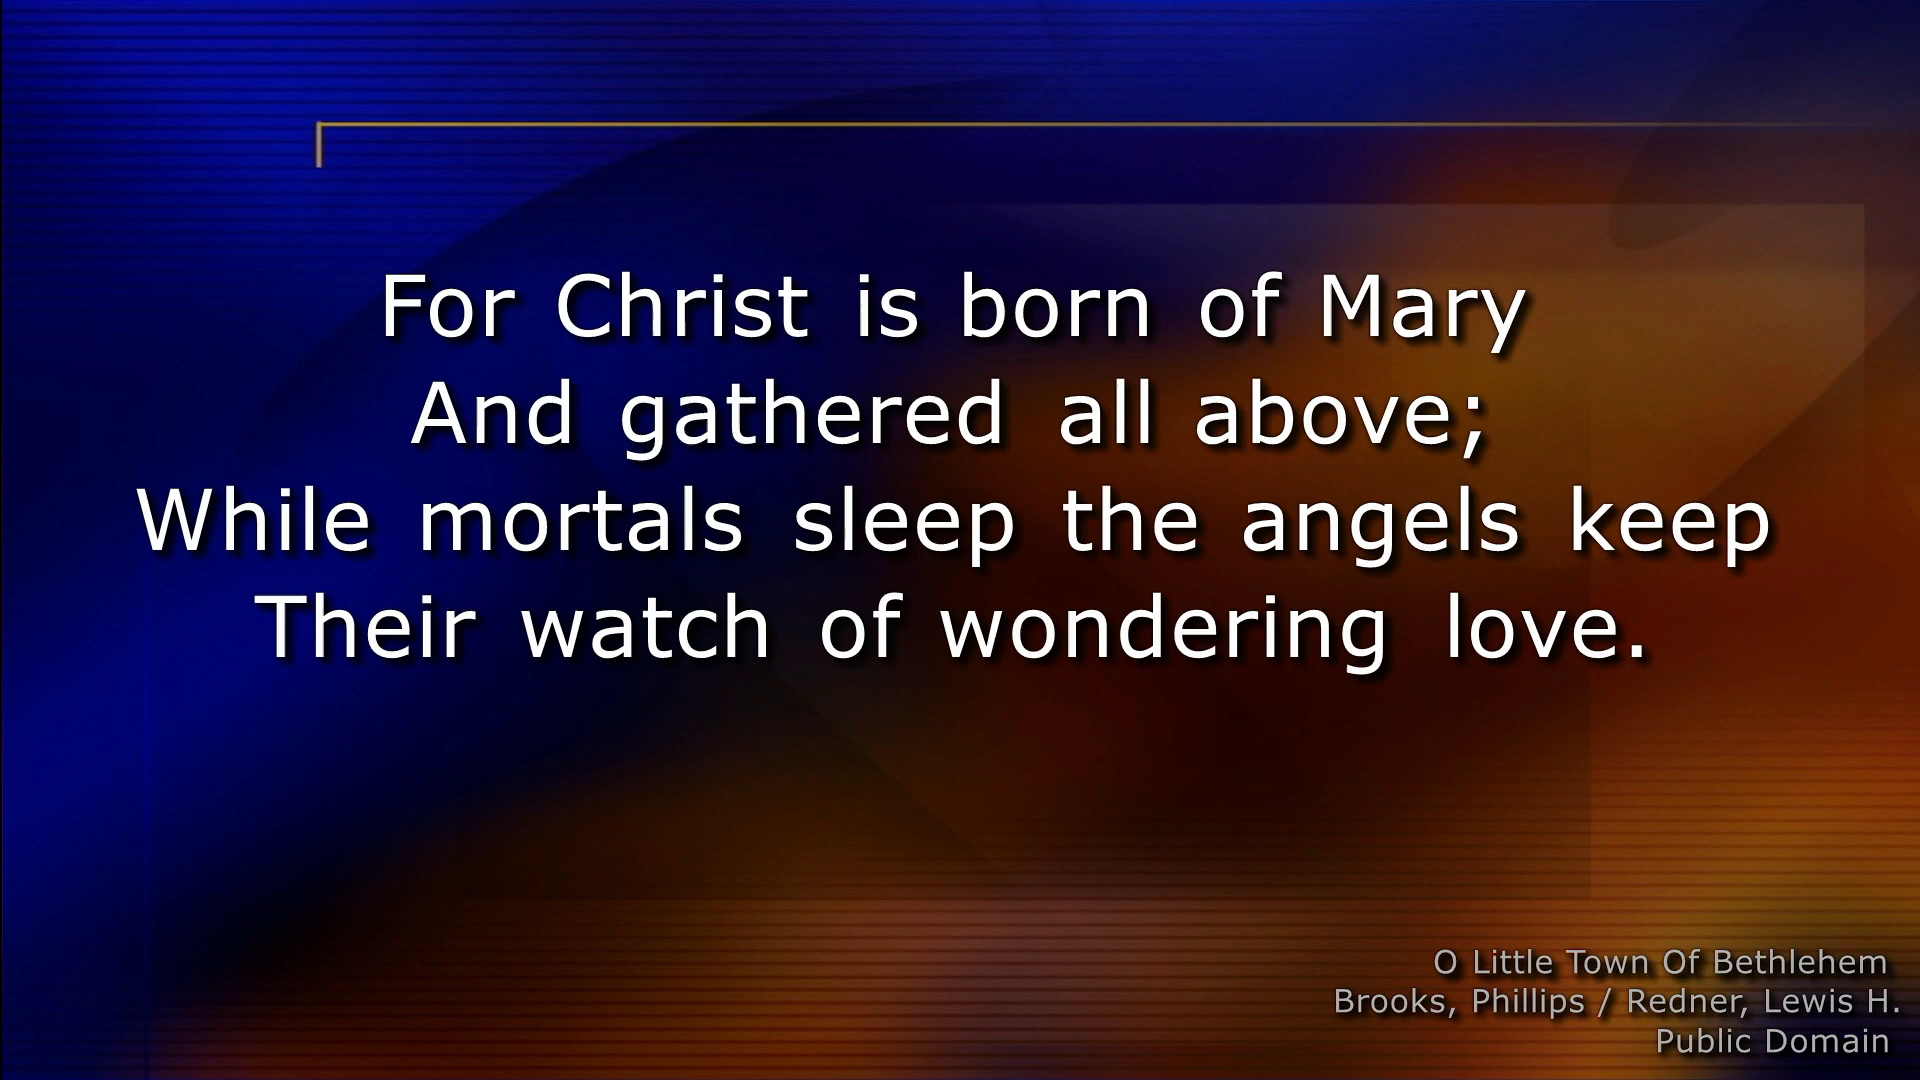 For Christ is born of Mary
And gathered all above;
While mortals sleep the angels keep
Their watch of wondering love.
O Little Town Of Bethlehem
Brooks, Phillips / Redner, Lewis H.
Public Domain